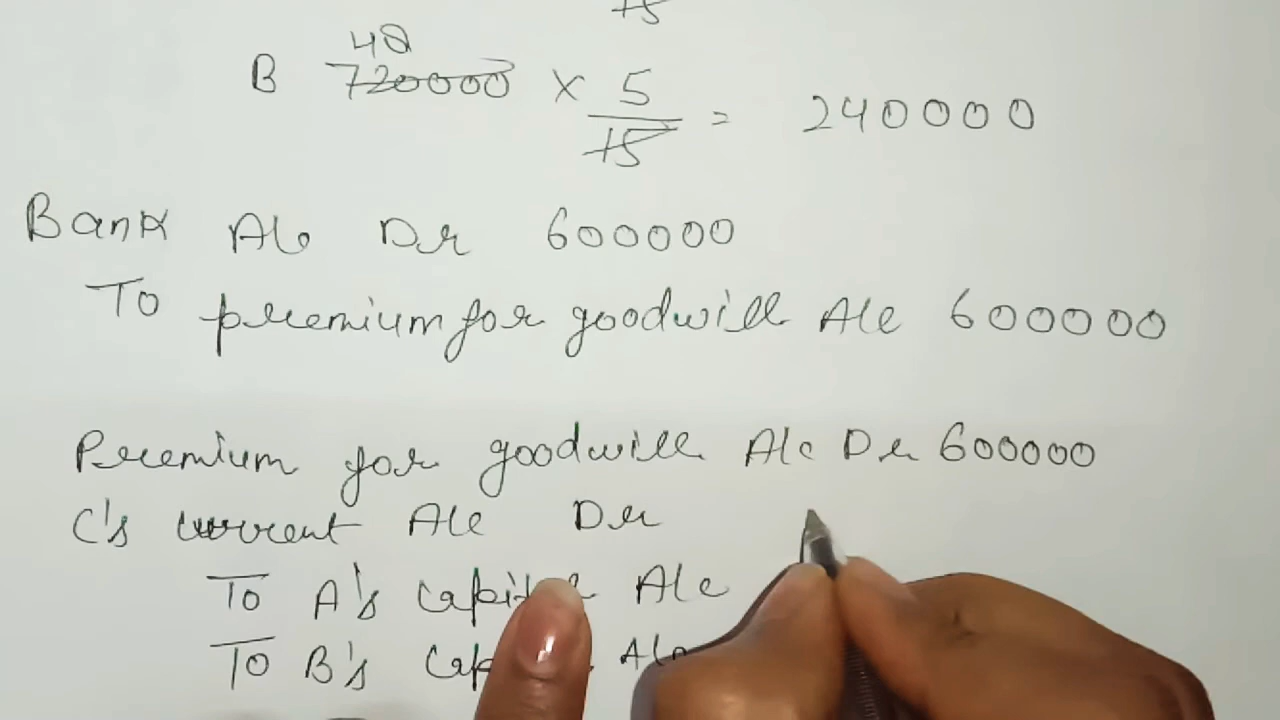 15
48
B 720000 × 5/15 = 240000
Bank A/c Dr 600000
To premium for goodwill A/c 600000
Premium for goodwill A/c Dr 600000
C's current A/c Dr
To A's capital A/c
To B's A/c